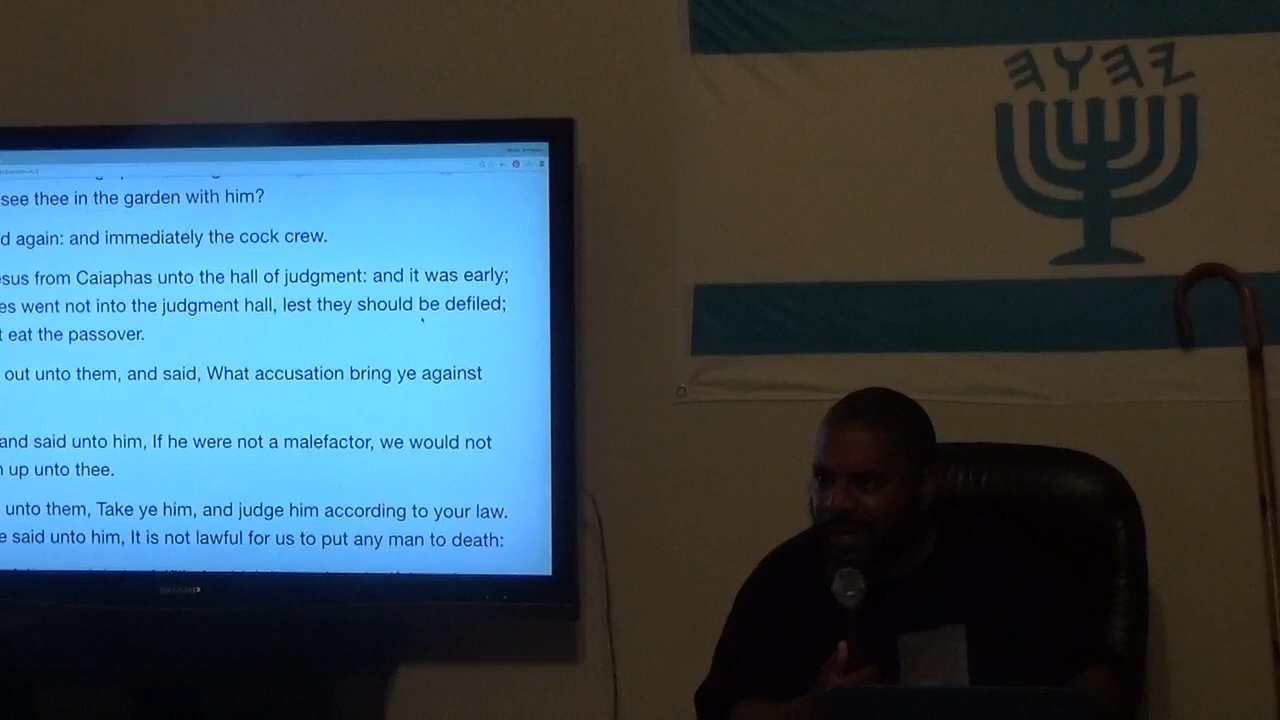 see thee in the garden with him?
d again: and immediately the cock crew.
esus from Caiaphas unto the hall of judgment: and it was early;
es went not into the judgment hall, lest they should be defiled;
t eat the passover.
out unto them, and said, What accusation bring ye against
and said unto him, If he were not a malefactor, we would not
up unto thee.
unto them, Take ye him, and judge him according to your law.
e said unto him, It is not lawful for us to put any man to death:
SHARP
𐤉𐤄𐤅𐤄